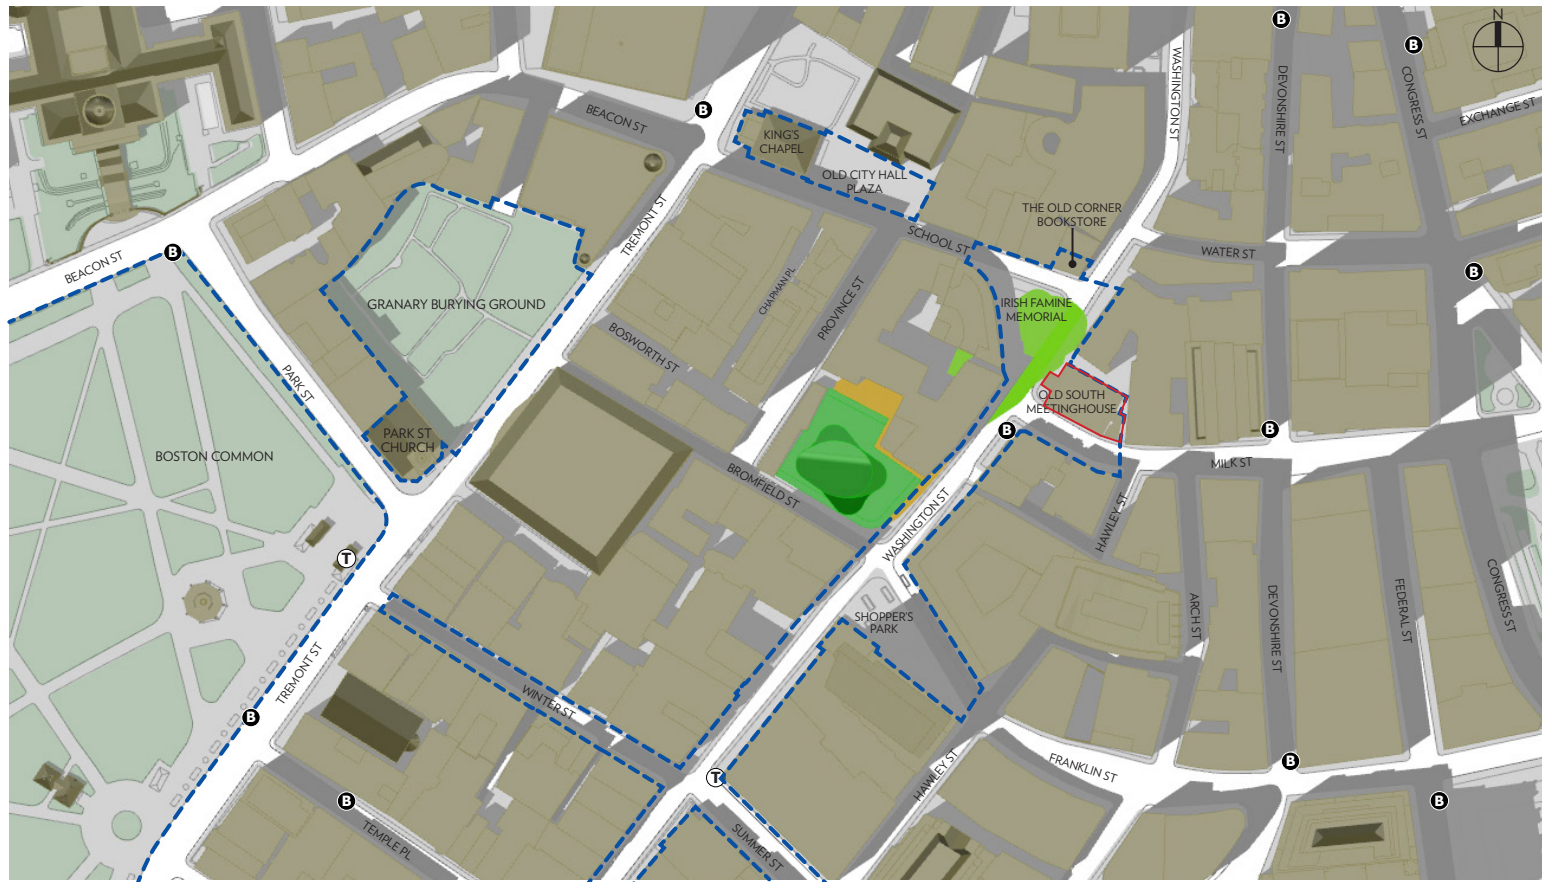 B
B
N
WASHINGTON ST
DEVONSHIRE ST
CONGRESS ST
EXCHANGE ST
BEACON ST
B
KING'S
CHAPEL
OLD CITY HALL
PLAZA
THE OLD CORNER
BOOKSTORE
TREMONT ST
SCHOOL ST
WATER ST
B
BEACON ST
B
CHAPMAN PL
PROVINCE ST
GRANARY BURYING GROUND
IRISH FAMINE
MEMORIAL
BOSWORTH ST
PARK ST
OLD SOUTH
MEETINGHOUSE
B
B
PARK ST
CHURCH
BOSTON COMMON
MILK ST
BROMFIELD ST
WASHINGTON ST
HAWLEY ST
T
ARCH ST
DEVONSHIRE ST
FEDERAL ST
CONGRESS ST
SHOPPER'S
PARK
TREMONT ST
WINTER ST
B
HAWLEY ST
FRANKLIN ST
B
T
B
B
TEMPLE PL
SUMMER ST